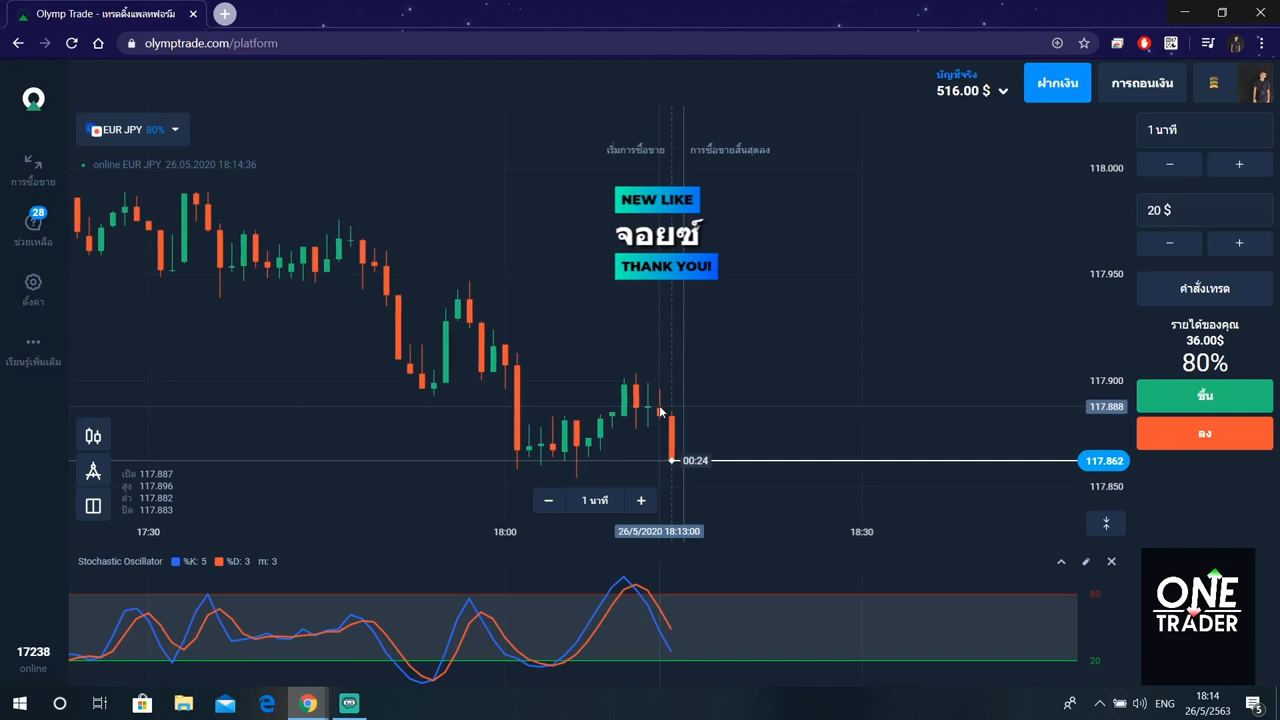 Olymp Trade - เทรดดิ้งแพลทฟอร์ม
olymptrade.com/platform
บัญชีจริง
516.00 $
ฝากเงิน
การถอนเงิน
EUR JPY 80%
online EUR JPY 26.05.2020 18:14:36
เริ่มการซื้อขาย
การซื้อขายสิ้นสุดลง
NEW LIKE
จอยซ์
THANK YOU!
การซื้อขาย
28
ช่วยเหลือ
ตั้งค่า
เรียนรู้เพิ่มเติม
118.000
117.950
117.900
117.888
117.862
117.850
00:24
เปิด 117.887
สูง 117.896
ต่ำ 117.882
ปิด 117.883
1 นาที
17:30
18:00
26/5/2020 18:13:00
18:30
1 นาที
20 $
คำสั่งเทรด
รายได้ของคุณ
36.00$
80%
ขึ้น
ลง
Stochastic Oscillator %K: 5 %D: 3 m: 3
80
20
ONE
TRADER
17238
online
ENG
18:14
26/5/2563
5